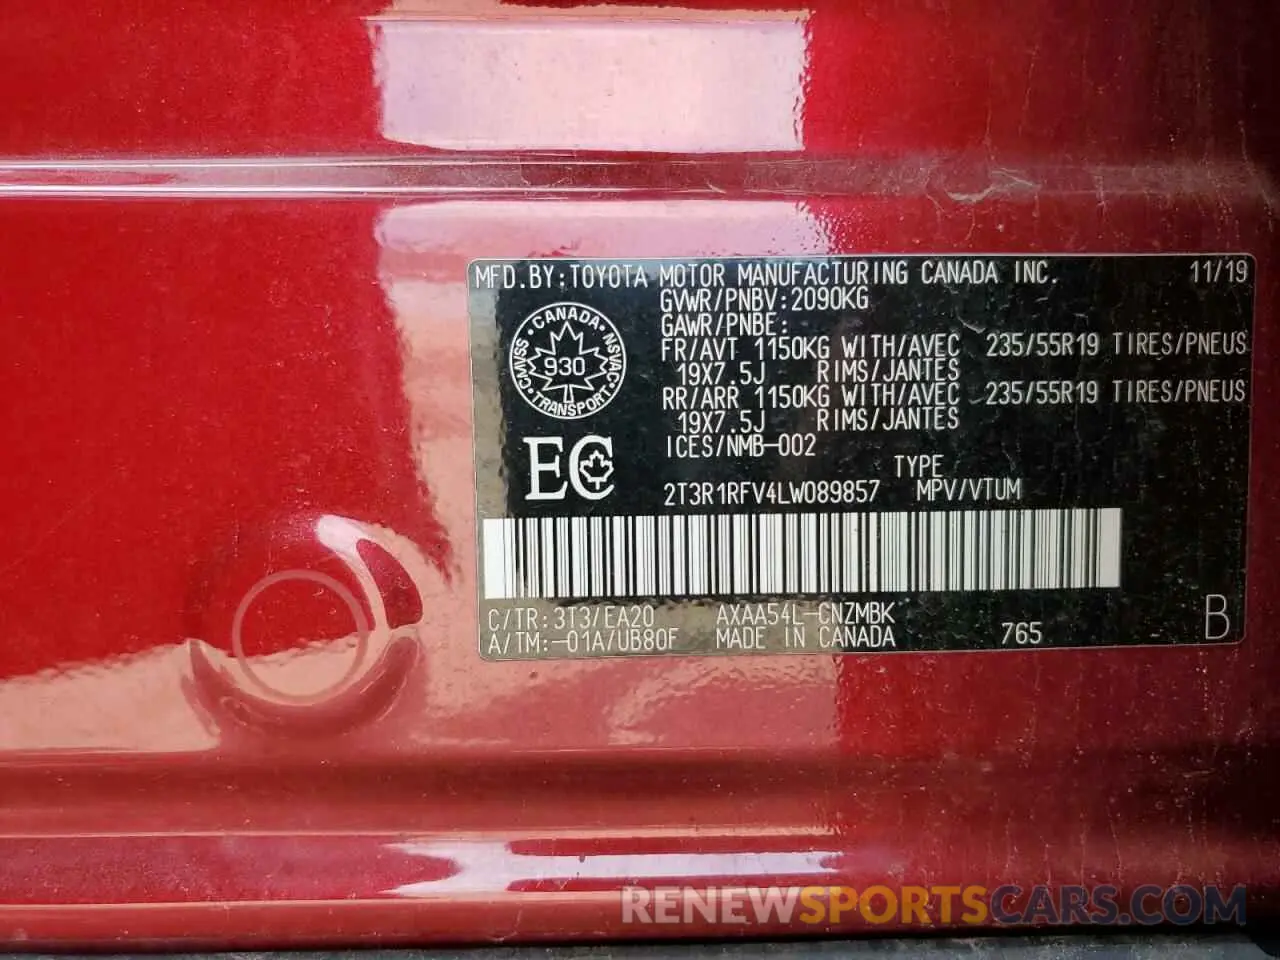 MFD.BY:TOYOTA MOTOR MANUFACTURING CANADA INC. 11/19
GVWR/PNBV:2090KG
GAWR/PNBE:
FR/AVT 1150KG WITH/AVEC 235/55R19 TIRES/PNEUS
19X7.5J RIMS/JANTES
RR/ARR 1150KG WITH/AVEC 235/55R19 TIRES/PNEUS
19X7.5J RIMS/JANTES
ICES/NMB-002
CANADA
CMVSS NSVAC
930
TRANSPORT
EC
TYPE
2T3R1RFV4LW089857 MPV/VTUM
C/TR:3T3/EA20 AXAA54L-CNZMBK
A/TM:-01A/UB80F MADE IN CANADA 765 B
RENEWSPORTSCARS.COM